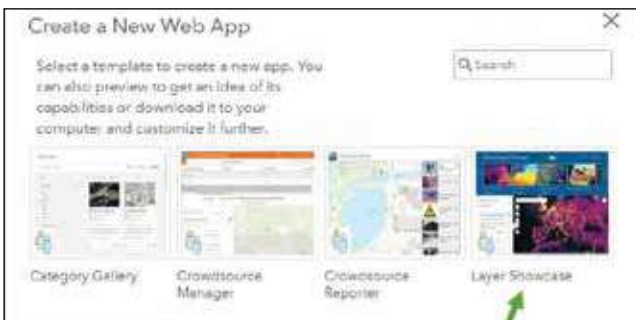 Create a New Web App
Select a template to create a new app. You
can also preview to get an idea of its
capabilities or download it to your
computer and customize it further.
Search
Category Gallery
Crowdsource
Manager
Crowdsource
Reporter
Layer Showcase